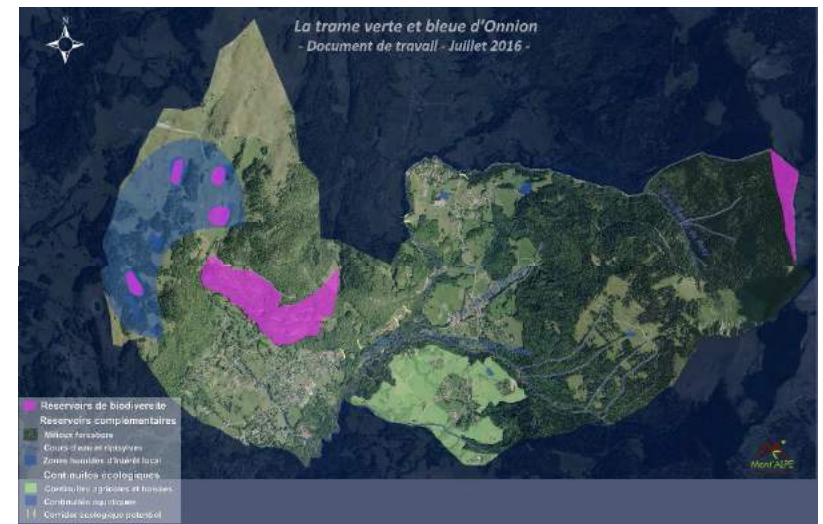 N
La trame verte et bleue d'Onnion
- Document de travail - Juillet 2016 -
Réservoirs de biodiversité
Réservoirs complémentaires
Milieux forestiers
Cours d'eau et ripisylves
Zones humides d'intérêt local
Continuités écologiques
Continuités agricoles et
Continuités aquatiques
Corridor écologique potentiel
Mont'ALPE